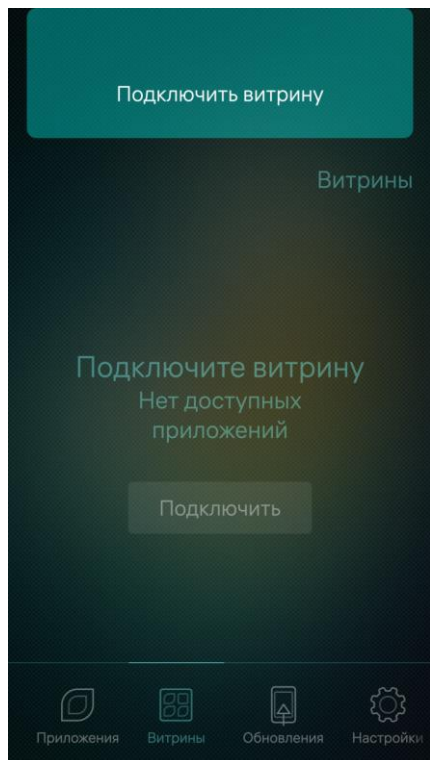 Подключить витрину
Витрины
Подключите витрину
Нет доступных
приложений
Подключить
Приложения
Витрины
Обновления
Настройки